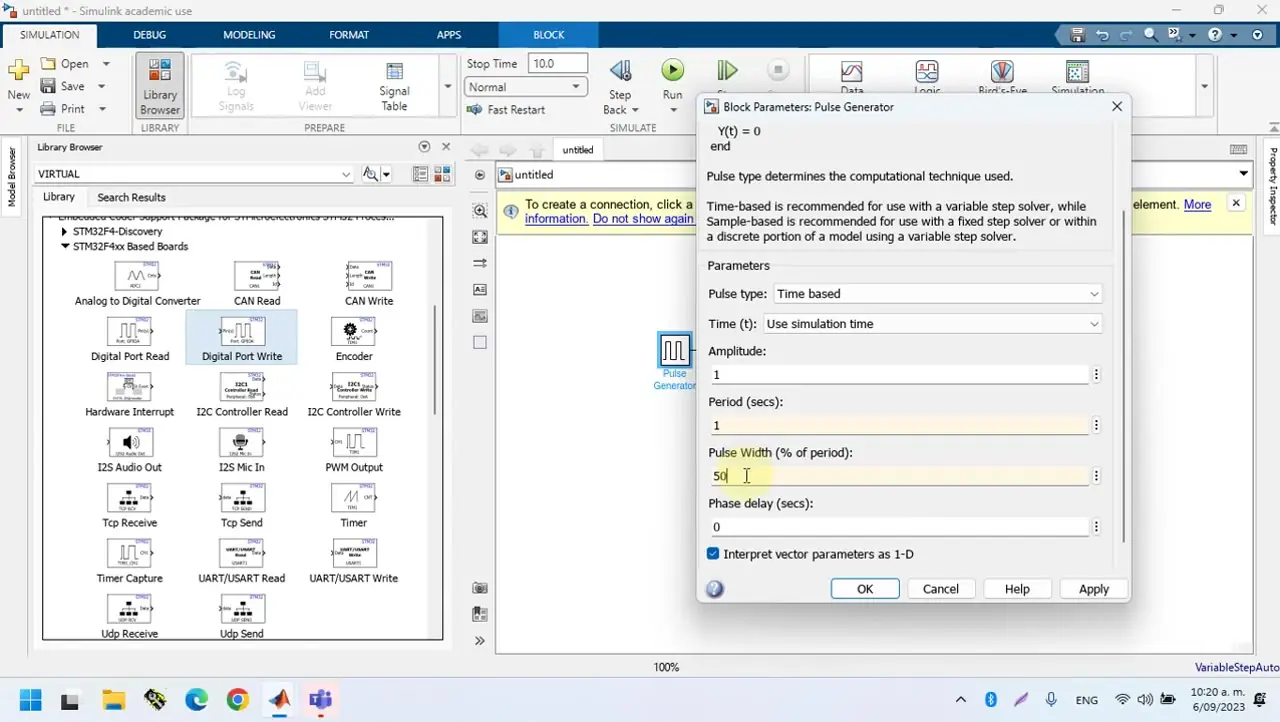 untitled * - Simulink academic use
SIMULATION DEBUG MODELING FORMAT APPS BLOCK
New
Open
Save
Print
FILE
Library
Browser
LIBRARY
Log
Signals
Add
Viewer
Signal
Table
PREPARE
Stop Time 10.0
Normal
Fast Restart
Step
Back
Run
SIMULATE
Model Browser
Library Browser
VIRTUAL
Library Search Results
STM32F4-Discovery
STM32F4xx Based Boards
Analog to Digital Converter CAN Read CAN Write
Digital Port Read Digital Port Write Encoder
Hardware Interrupt I2C Controller Read I2C Controller Write
I2S Audio Out I2S Mic In PWM Output
Tcp Receive Tcp Send Timer
Timer Capture UART/USART Read UART/USART Write
Udp Receive Udp Send
untitled
untitled
To create a connection, click a
information. Do not show again
element. More
Pulse
Generator
Block Parameters: Pulse Generator
Y(t) = 0
end
Pulse type determines the computational technique used.
Time-based is recommended for use with a variable step solver, while
Sample-based is recommended for use with a fixed step solver or within
a discrete portion of a model using a variable step solver.
Parameters
Pulse type: Time based
Time (t): Use simulation time
Amplitude:
1
Period (secs):
1
Pulse Width (% of period):
50
Phase delay (secs):
0
Interpret vector parameters as 1-D
OK Cancel Help Apply
Property Inspector
100%
VariableStepAuto
ENG
10:20 a. m.
6/09/2023